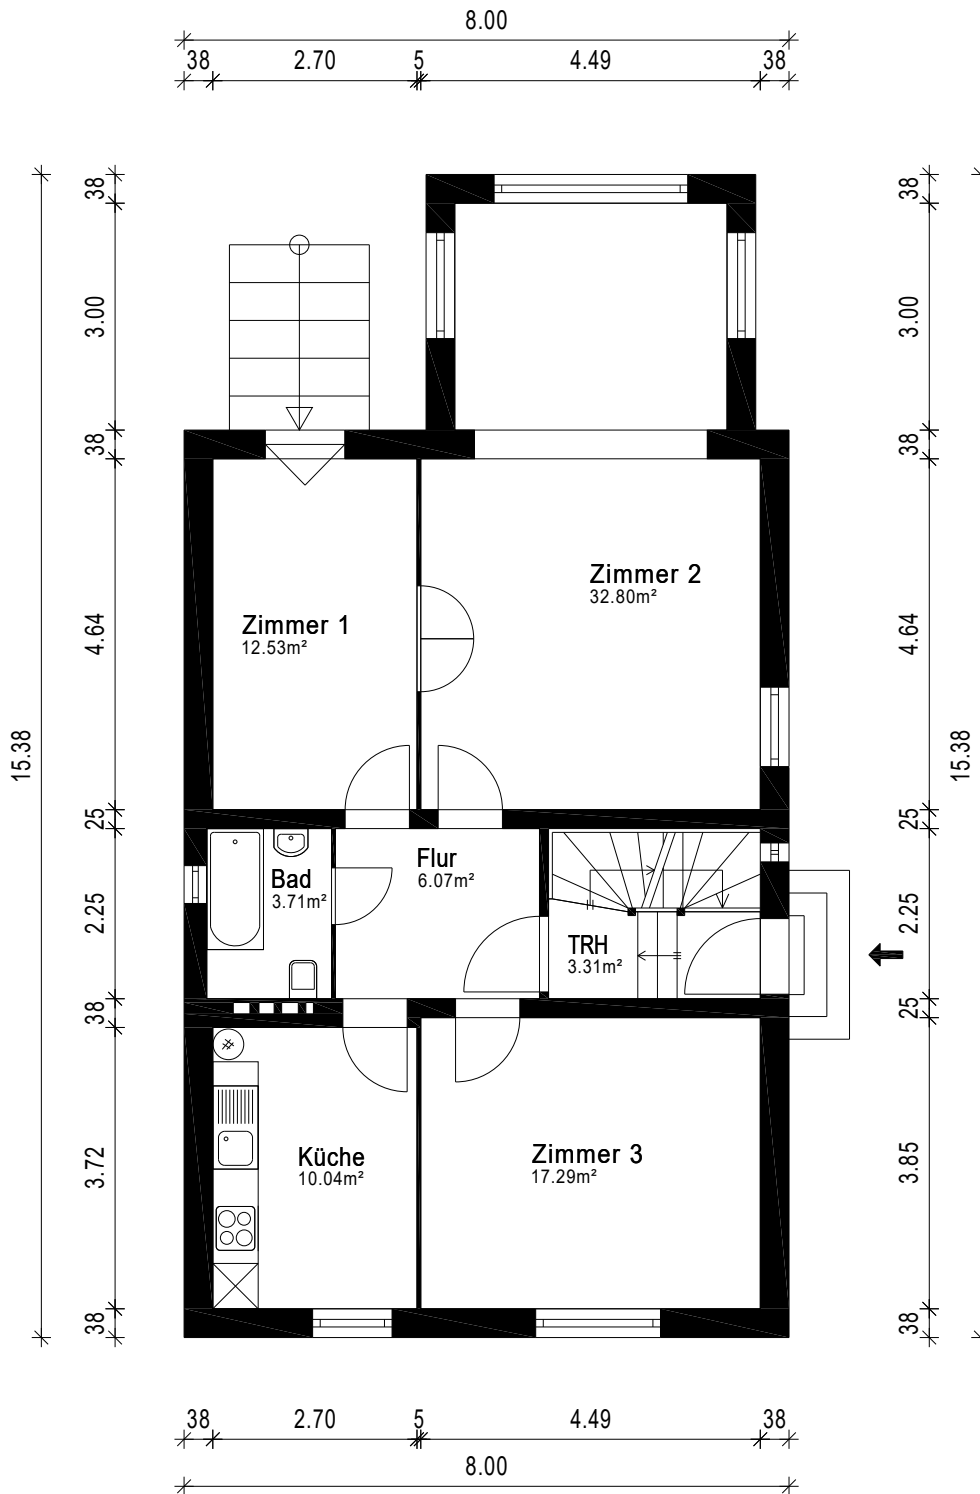 8.00
38 2.70 5 4.49 38
38
38
3.00
3.00
38
38
Zimmer 2
32.80m²
Zimmer 1
12.53m²
4.64
4.64
15.38
15.38
25
25
Flur
6.07m²
Bad
3.71m²
2.25
2.25
TRH
3.31m²
38
25
Küche
10.04m²
Zimmer 3
17.29m²
3.72
3.85
38
38
38 2.70 5 4.49 38
8.00